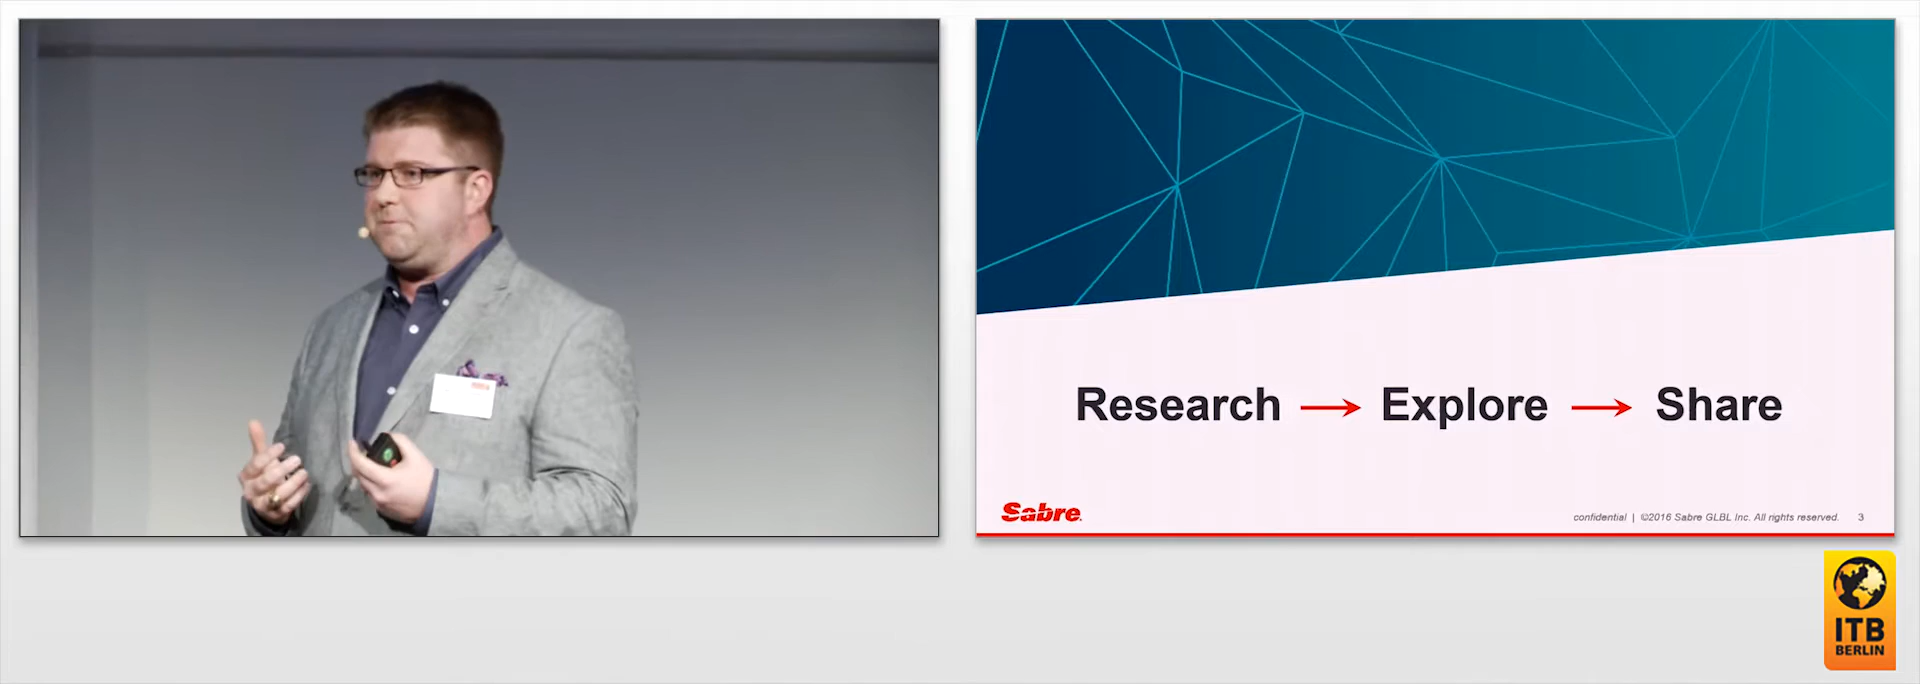 Research → Explore → Share
Sabre
confidential | ©2016 Sabre GLBL Inc. All rights reserved. 3
ITB
BERLIN